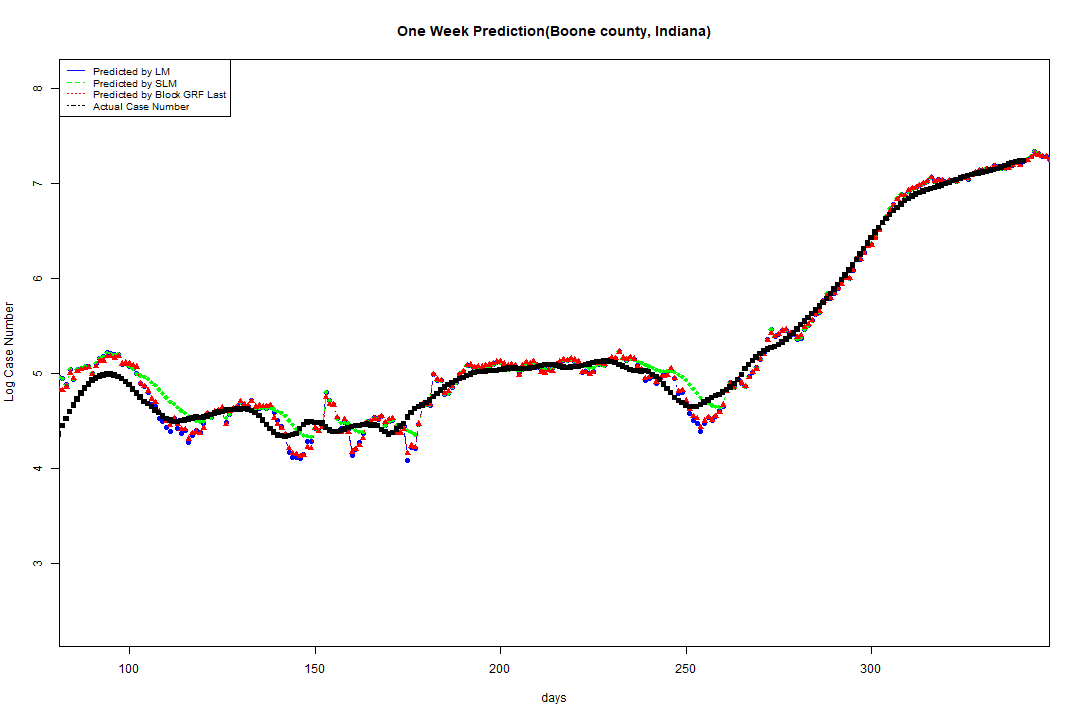 One Week Prediction(Boone county, Indiana)
Predicted by LM
Predicted by SLM
Predicted by Block GRF Last
Actual Case Number
8
7
6
5
4
3
Log Case Number
100 150 200 250 300
days